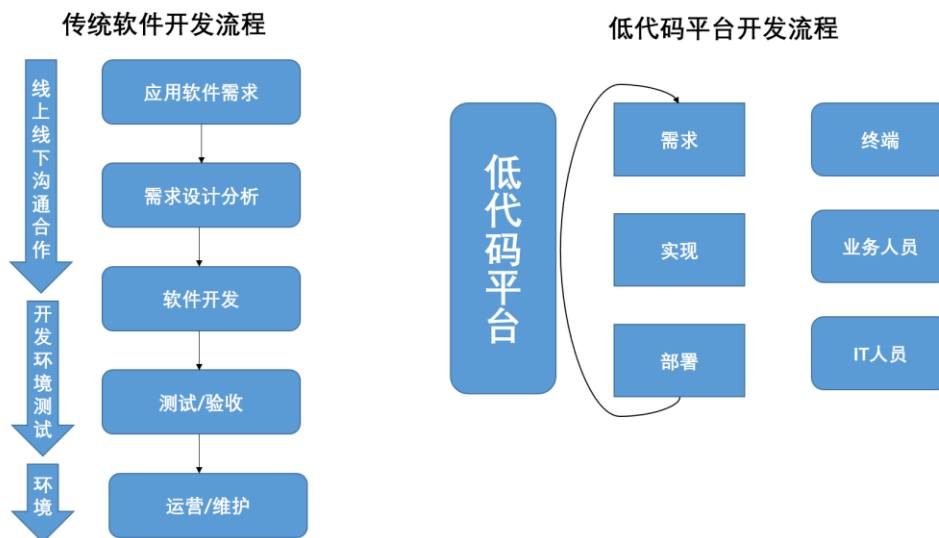 传统软件开发流程
线上线下沟通合作
开发环境测试
环境
应用软件需求
需求设计分析
软件开发
测试/验收
运营/维护
低代码平台开发流程
低代码平台
需求
实现
部署
终端
业务人员
IT人员